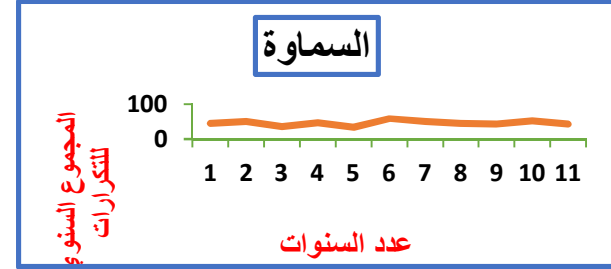 السماوة
المجموع السنوي
للتكرارات
100
0
1 2 3 4 5 6 7 8 9 10 11
عدد السنوات